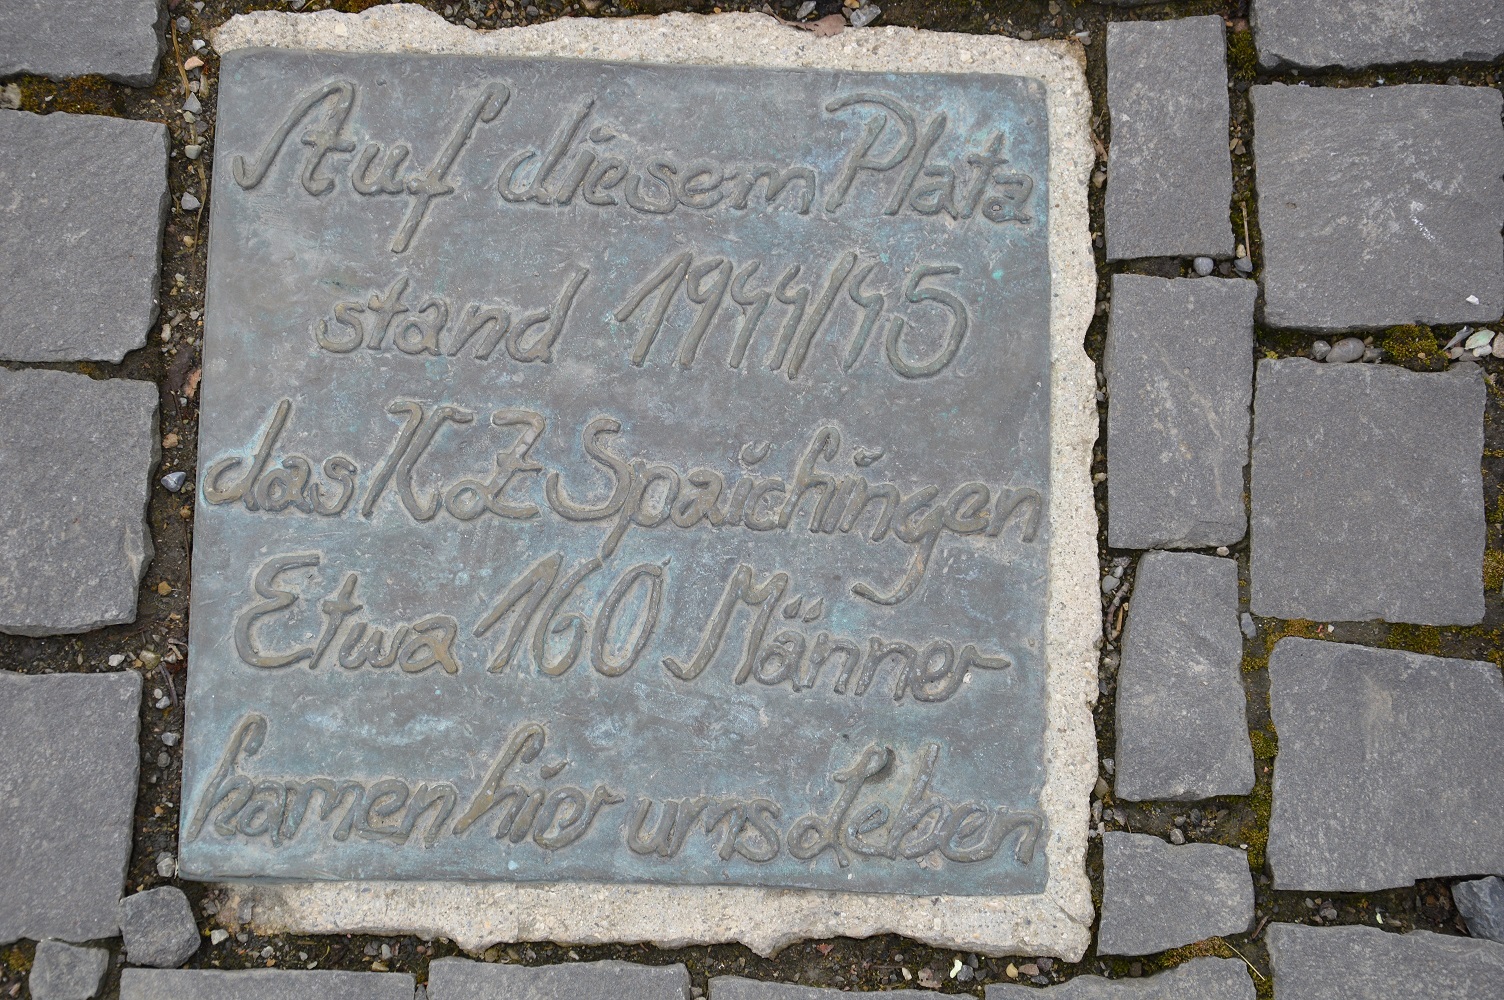 Auf diesem Platz
stand 1944/45
das KZ Spaichingen
Etwa 160 Männer
kamen hier ums Leben